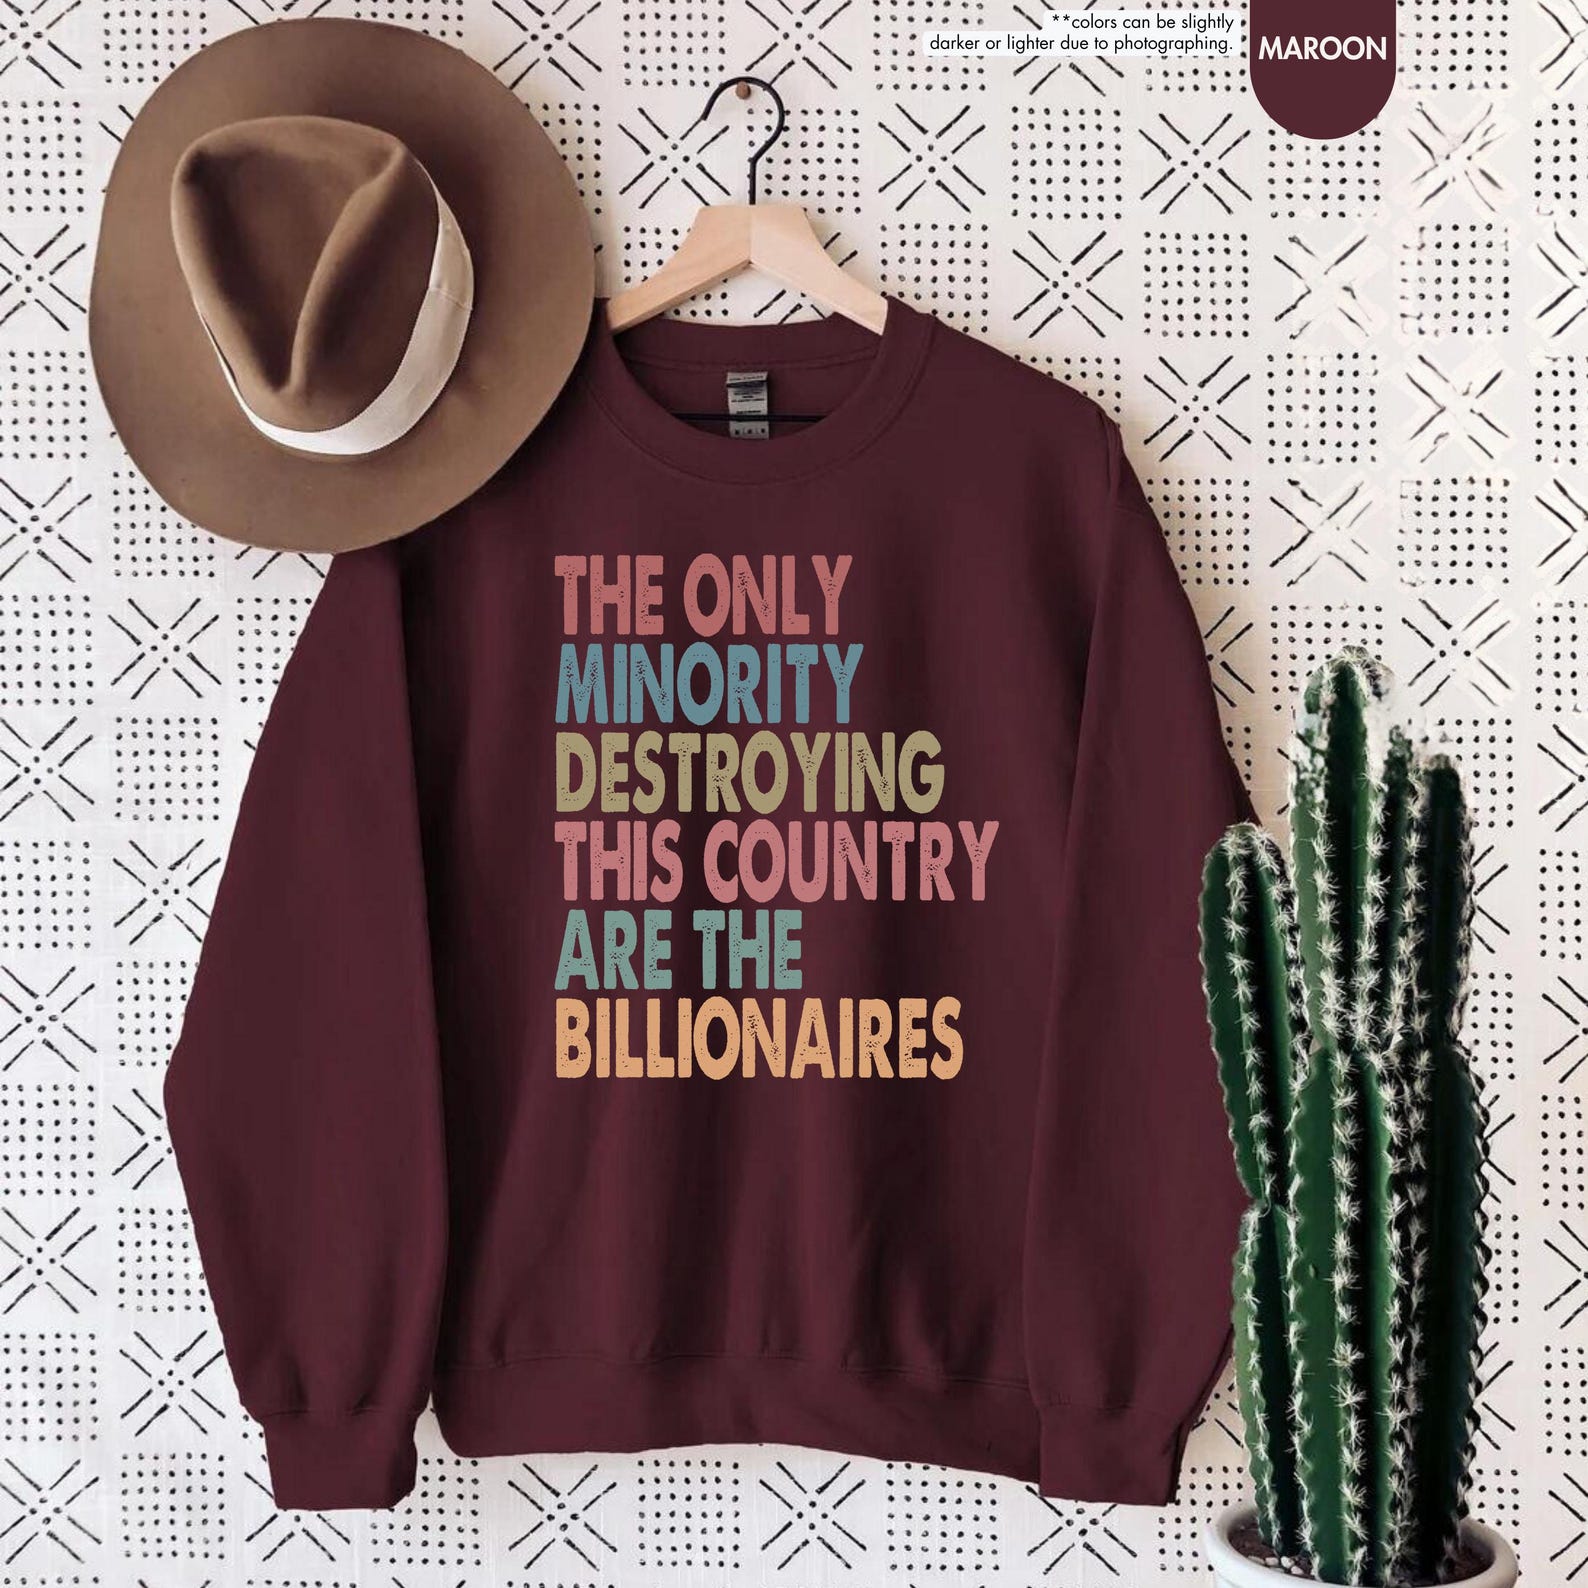 **colors can be slightly
darker or lighter due to photographing.
MAROON
THE ONLY
MINORITY
DESTROYING
THIS COUNTRY
ARE THE
BILLIONAIRES